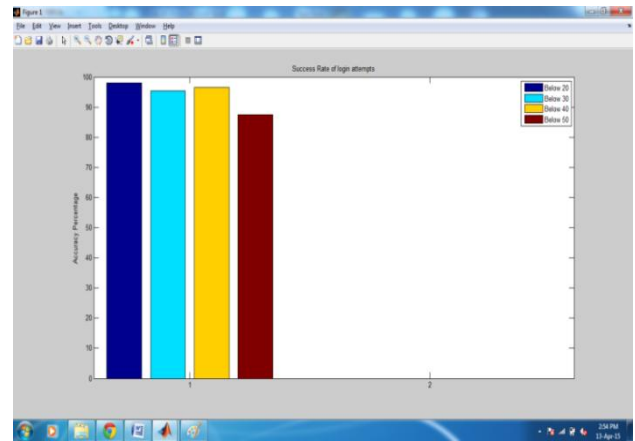 Figure 1
File Edit View Insert Tools Desktop Window Help
Success Rate of login attempts
Below 20
Below 30
Below 40
Below 50
Accuracy Percentage
100
90
80
70
60
50
40
30
20
10
0
1 2
2:54 PM
13-Apr-15